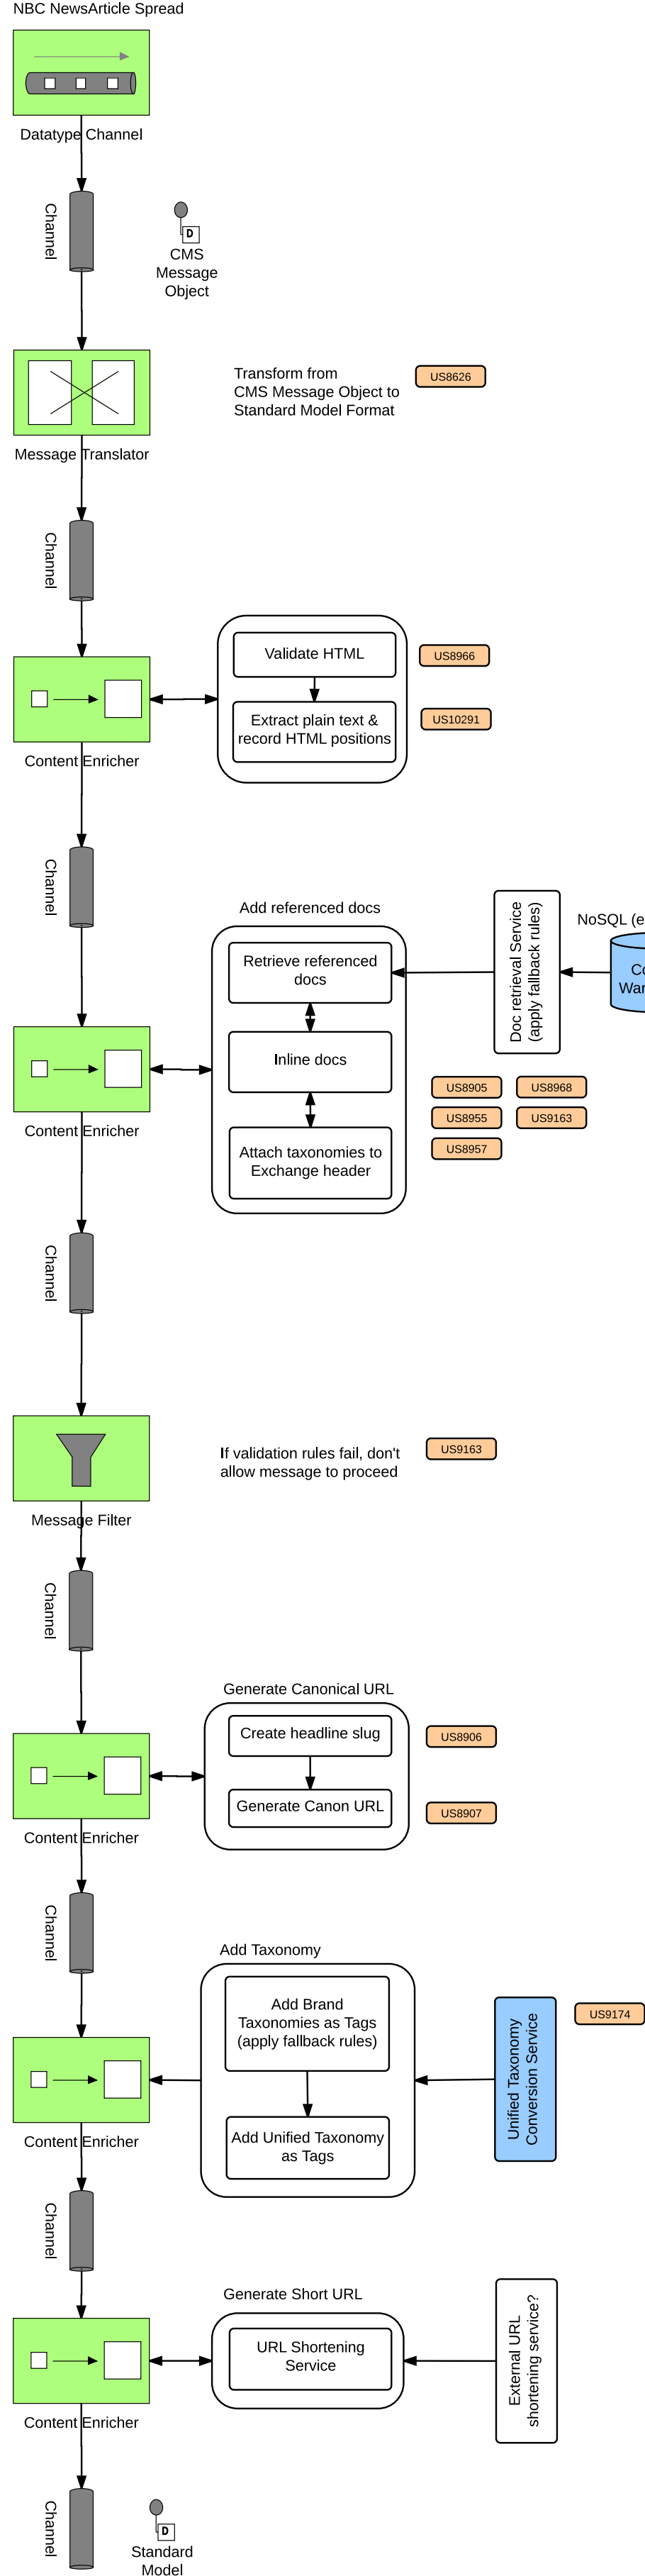 NBC NewsArticle Spread
Datatype Channel
Channel
D
CMS
Message
Object
Transform from
CMS Message Object to
Standard Model Format
US8626
Message Translator
Channel
Validate HTML
US8966
Extract plain text &
record HTML positions
US10291
Content Enricher
Channel
Add referenced docs
Retrieve referenced
docs
Doc retrieval Service
(apply fallback rules)
NoSQL (e
Co
War
Inline docs
US8905
US8968
US8955
US9163
US8957
Attach taxonomies to
Exchange header
Content Enricher
Channel
If validation rules fail, don't
allow message to proceed
US9163
Message Filter
Channel
Generate Canonical URL
Create headline slug
US8906
Generate Canon URL
US8907
Content Enricher
Channel
Add Taxonomy
Add Brand
Taxonomies as Tags
(apply fallback rules)
Unified Taxonomy
Conversion Service
US9174
Add Unified Taxonomy
as Tags
Content Enricher
Channel
Generate Short URL
URL Shortening
Service
External URL
shortening service?
Content Enricher
Channel
D
Standard
Model